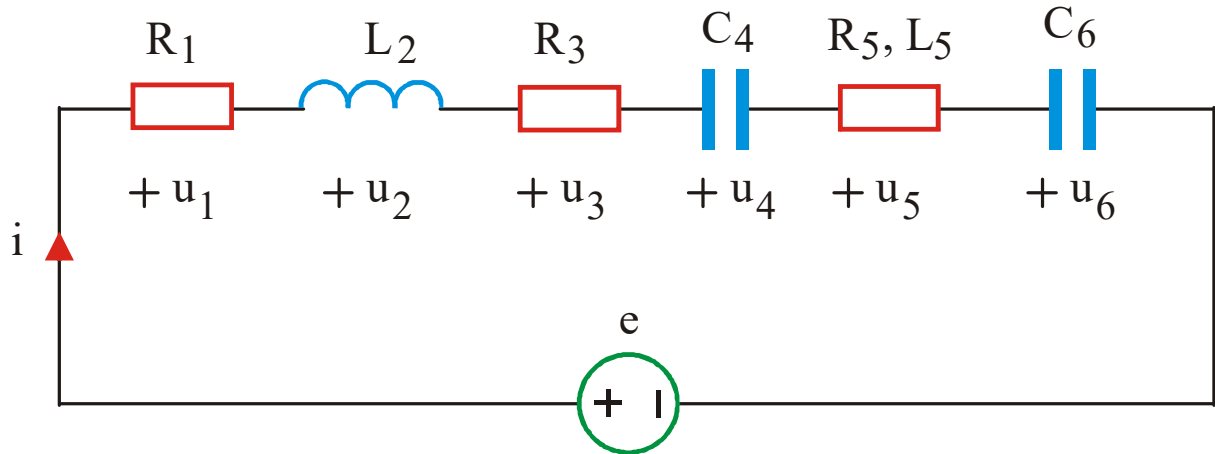 R1 L2 R3 C4 R5, L5 C6
+ u1 + u2 + u3 + u4 + u5 + u6
i
e
+ -